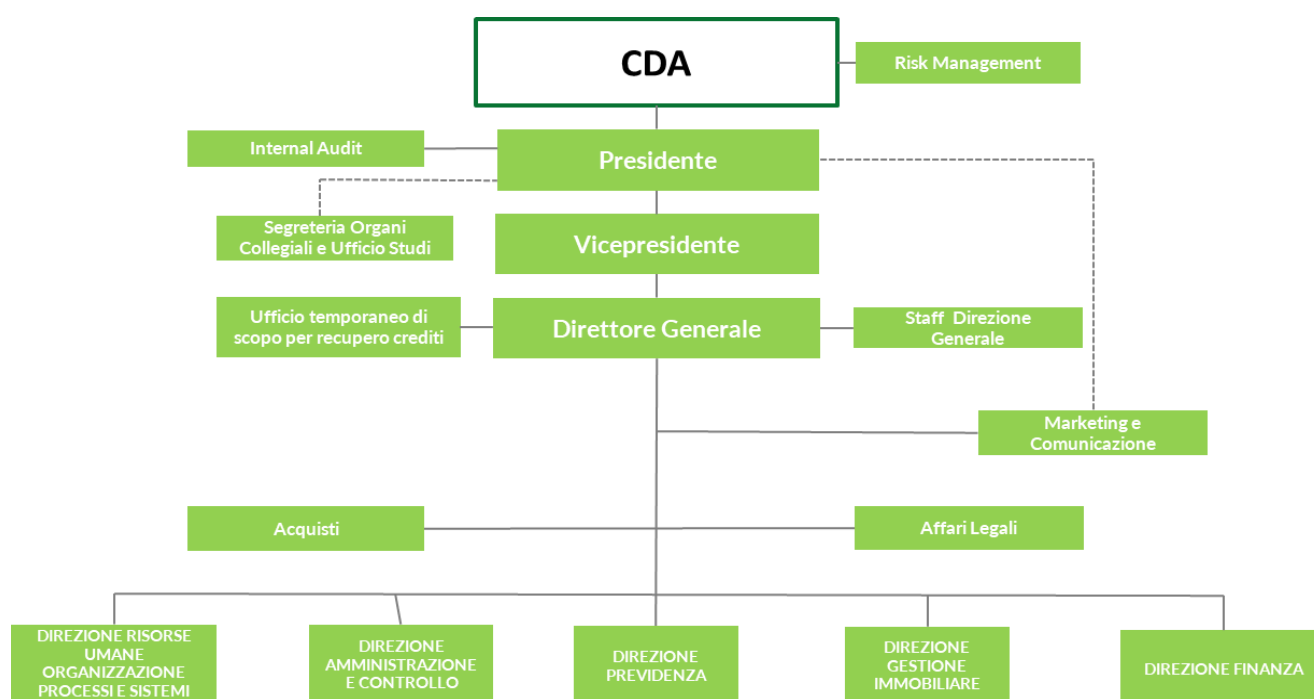 CDA
Risk Management
Internal Audit
Presidente
Segreteria Organi
Collegiali e Ufficio Studi
Vicepresidente
Ufficio temporaneo di
scopo per recupero crediti
Direttore Generale
Staff Direzione
Generale
Marketing e
Comunicazione
Acquisti
Affari Legali
DIREZIONE RISORSE
UMANE
ORGANIZZAZIONE
PROCESSI E SISTEMI
DIREZIONE
AMMINISTRAZIONE
E CONTROLLO
DIREZIONE
PREVIDENZA
DIREZIONE
GESTIONE
IMMOBILIARE
DIREZIONE FINANZA